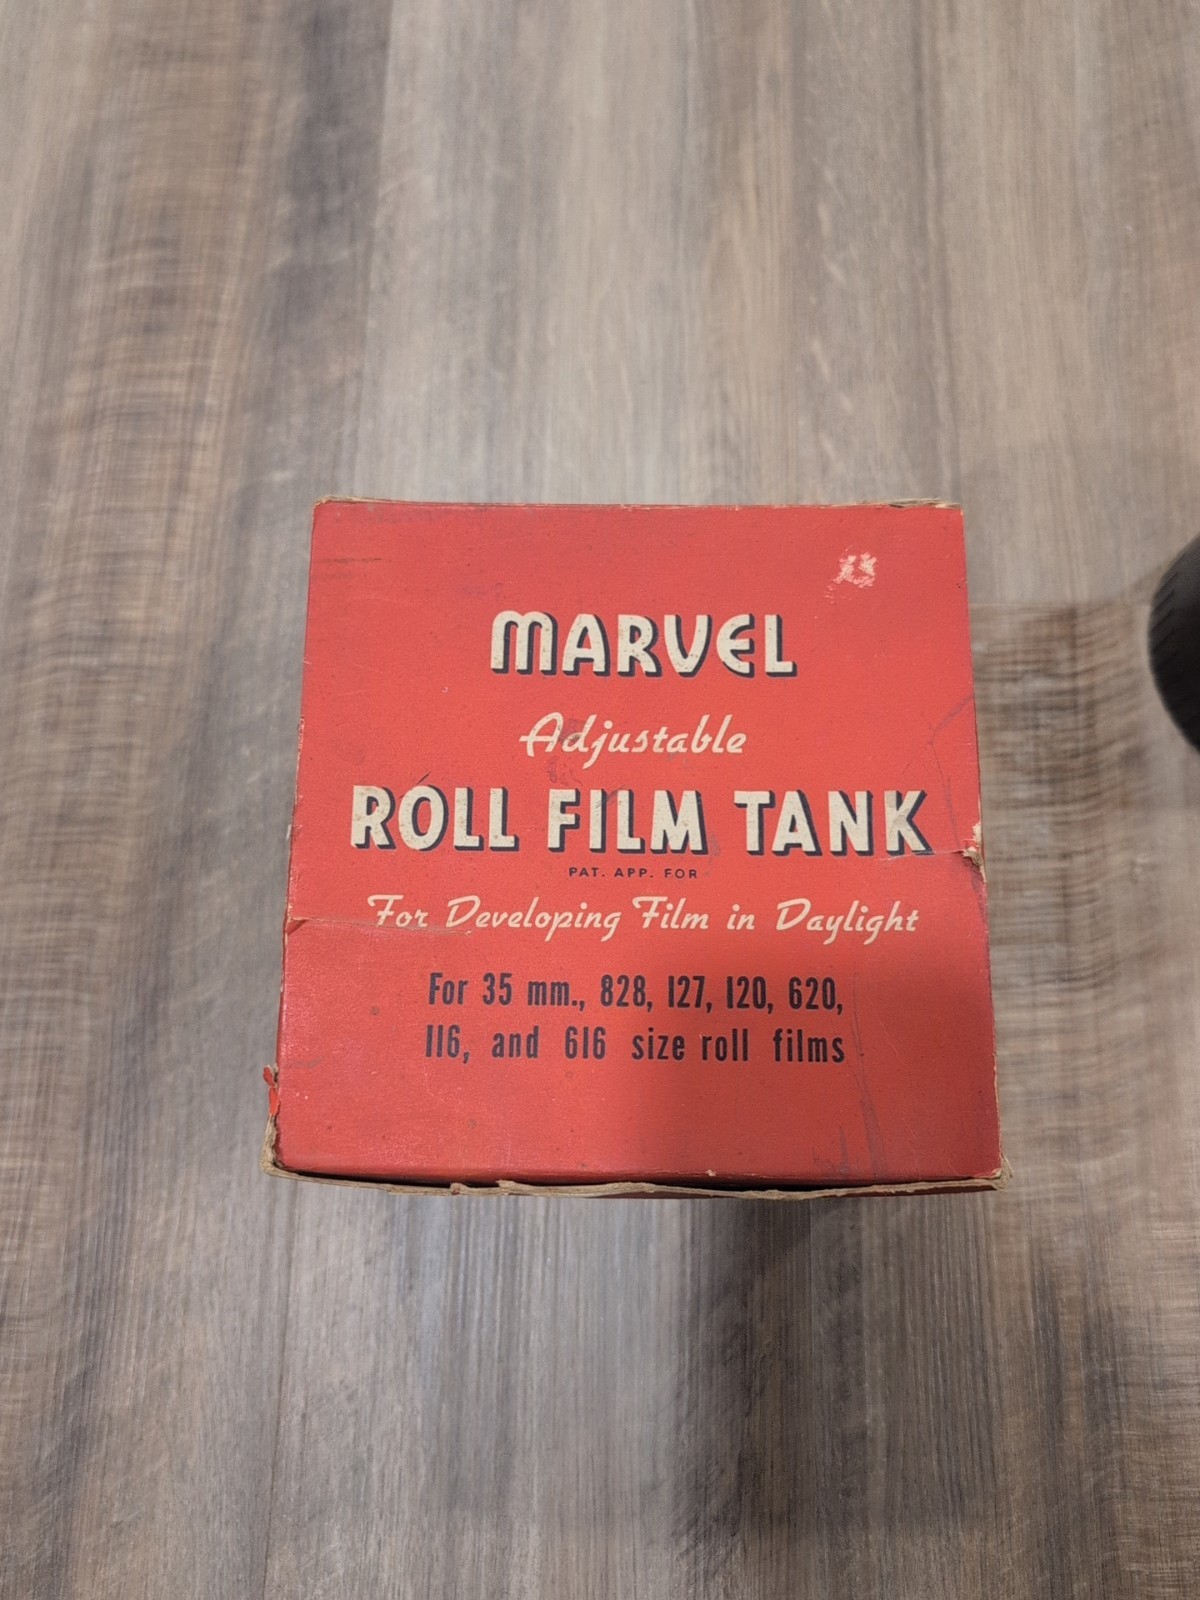 MARVEL
Adjustable
ROLL FILM TANK
PAT. APP. FOR
For Developing Film in Daylight
For 35 mm., 828, 127, 120, 620,
116, and 616 size roll films